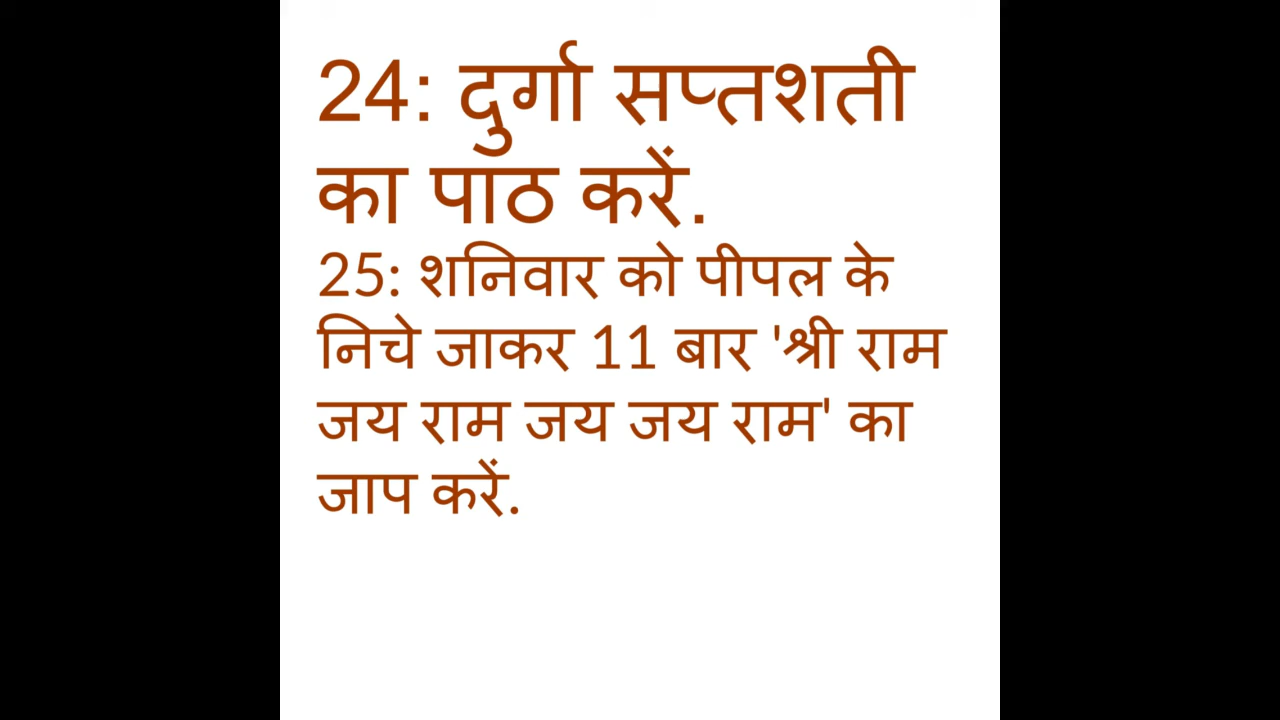 24: दुर्गा सप्तशती
का पाठ करें.
25: शनिवार को पीपल के
निचे जाकर 11 बार 'श्री राम
जय राम जय जय राम' का
जाप करें.